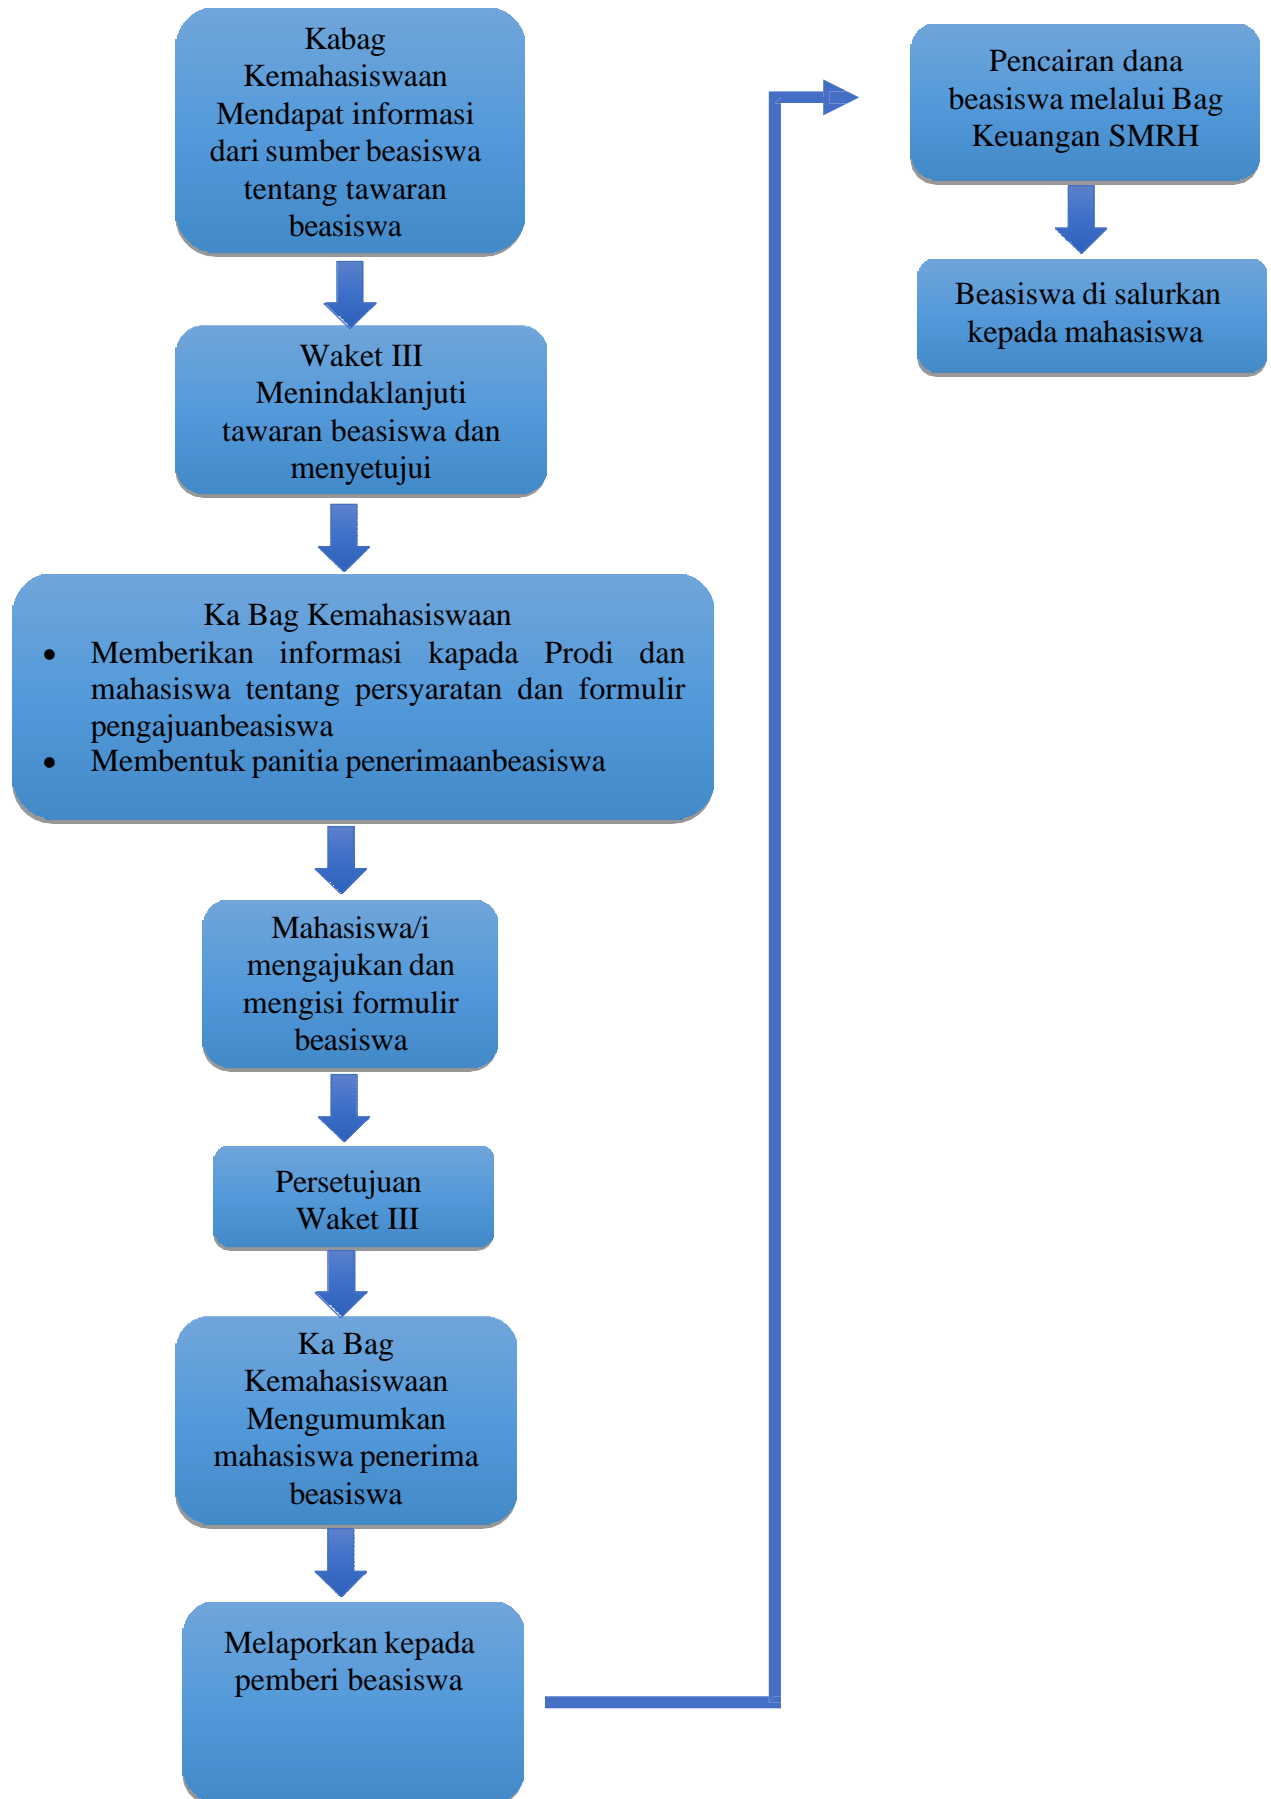 Kabag
Kemahasiswaan
Mendapat informasi
dari sumber beasiswa
tentang tawaran
beasiswa
Waket III
Menindaklanjuti
tawaran beasiswa dan
menyetujui
Ka Bag Kemahasiswaan
• Memberikan informasi kapada Prodi dan
mahasiswa tentang persyaratan dan formulir
pengajuanbeasiswa
• Membentuk panitia penerimaanbeasiswa
Mahasiswa/i
mengajukan dan
mengisi formulir
beasiswa
Persetujuan
Waket III
Ka Bag
Kemahasiswaan
Mengumumkan
mahasiswa penerima
beasiswa
Melaporkan kepada
pemberi beasiswa
Pencairan dana
beasiswa melalui Bag
Keuangan SMRH
Beasiswa di salurkan
kepada mahasiswa